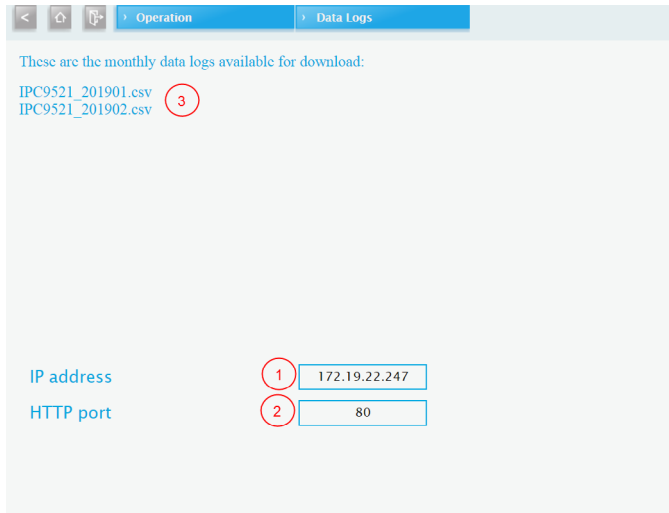 < › Operation › Data Logs
These are the monthly data logs available for download:
IPC9521_201901.csv
IPC9521_201902.csv
3
IP address 1 172.19.22.247
HTTP port 2 80